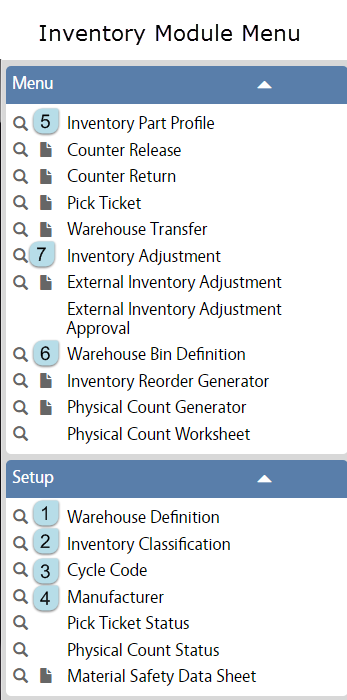 Inventory Module Menu
Menu
5 Inventory Part Profile
Counter Release
Counter Return
Pick Ticket
Warehouse Transfer
7 Inventory Adjustment
External Inventory Adjustment
External Inventory Adjustment
Approval
6 Warehouse Bin Definition
Inventory Reorder Generator
Physical Count Generator
Physical Count Worksheet
Setup
1 Warehouse Definition
2 Inventory Classification
3 Cycle Code
4 Manufacturer
Pick Ticket Status
Physical Count Status
Material Safety Data Sheet